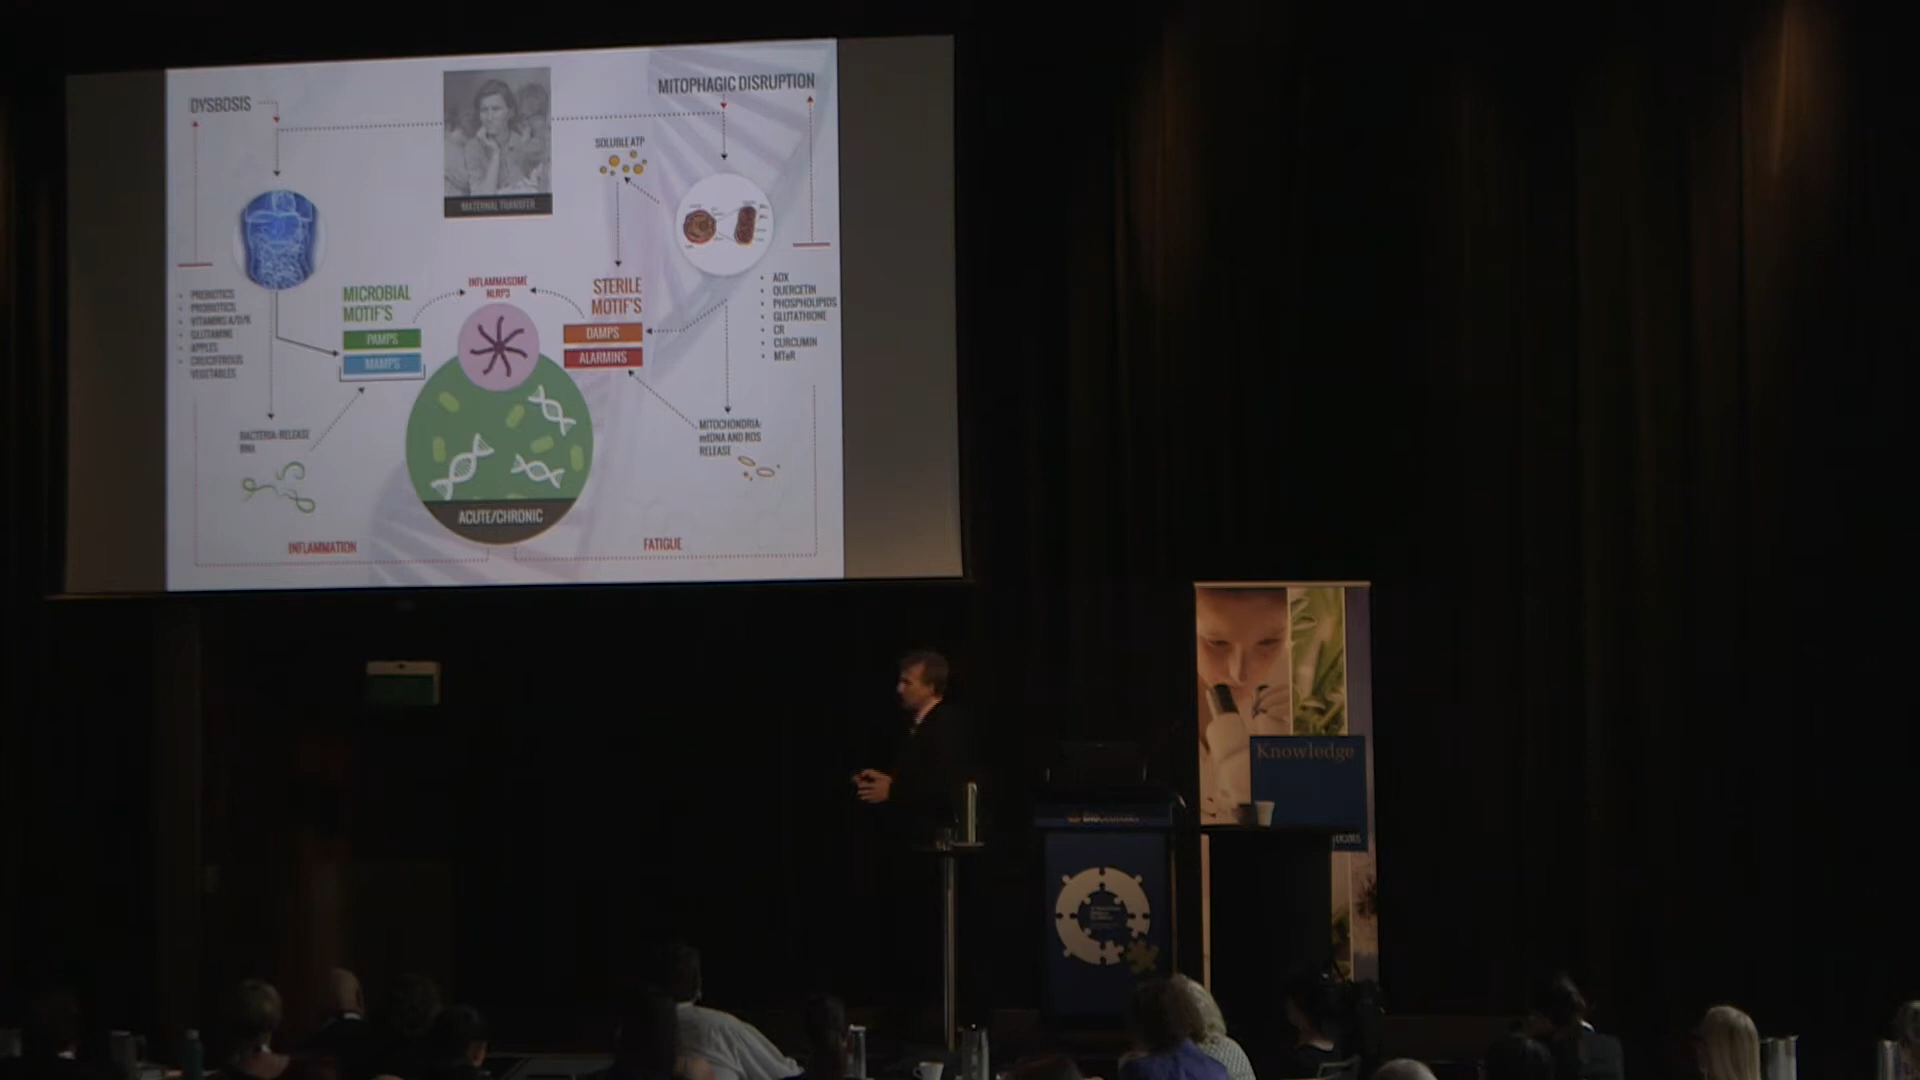 DYSBOSIS
MITOPHAGIC DISRUPTION
SOLUBLE ATP
MATERNAL TRANSFER
MICROBIAL
MOTIF'S
PAMPS
MAMPS
INFLAMMASOME
NLRP3
STERILE
MOTIF'S
DAMPS
ALARMINS
• PREBIOTICS
• PROBIOTICS
• VITAMINS A/D/K
• GLUTAMINE
• APPLES
• CRUCIFEROUS
VEGETABLES
• AOX
• QUERCETIN
• PHOSPHOLIPIDS
• GLUTATHIONE
• CR
• CURCUMIN
• MTeR
BACTERIA: RELEASE
RNA
MITOCHONDRIA:
mtDNA AND ROS
RELEASE
ACUTE/CHRONIC
INFLAMMATION
FATIGUE
Knowledge